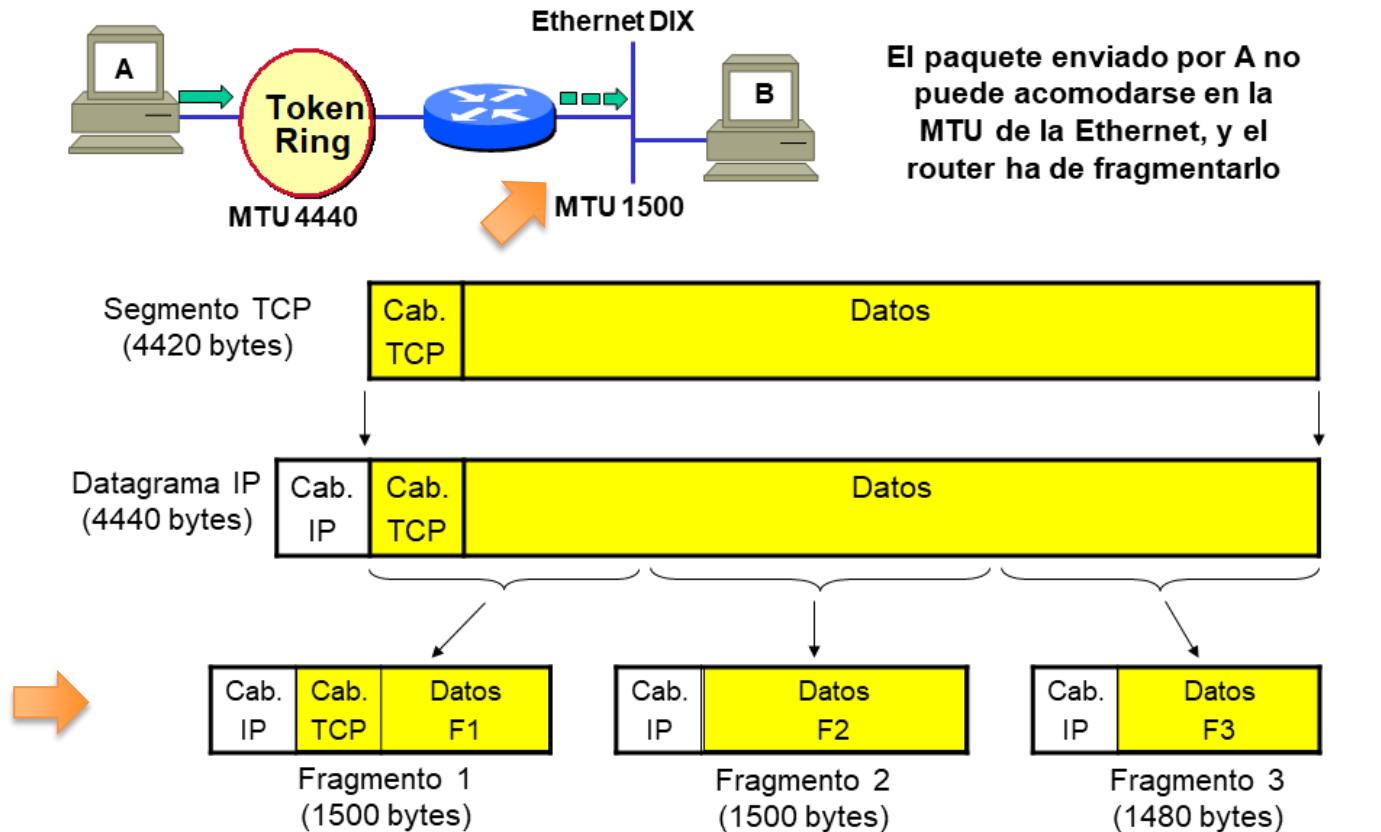 Ethernet DIX
A
Token
Ring
B
MTU 4440
MTU 1500
El paquete enviado por A no
puede acomodarse en la
MTU de la Ethernet, y el
router ha de fragmentarlo
Segmento TCP
(4420 bytes)
Cab.
TCP
Datos
Datagrama IP
(4440 bytes)
Cab.
IP
Cab.
TCP
Datos
Cab.
IP
Cab.
TCP
Datos
F1
Fragmento 1
(1500 bytes)
Cab.
IP
Datos
F2
Fragmento 2
(1500 bytes)
Cab.
IP
Datos
F3
Fragmento 3
(1480 bytes)